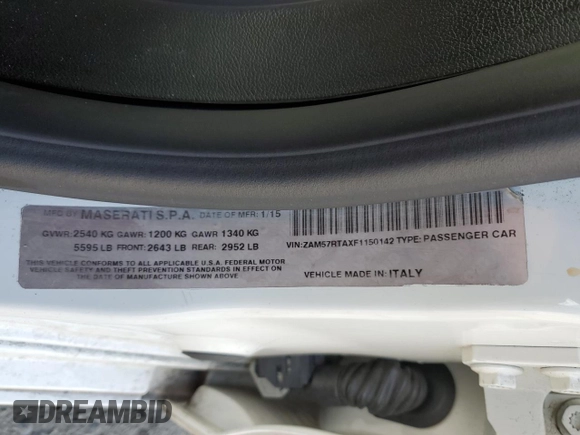 MFG BY MASERATI S.P.A. DATE OF MFR: 1/15
GVWR: 2540 KG GAWR: 1200 KG GAWR 1340 KG
5595 LB FRONT: 2643 LB REAR: 2952 LB
THIS VEHICLE CONFORMS TO ALL APPLICABLE U.S.A. FEDERAL MOTOR
VEHICLE SAFETY BUMPER AND THEFT PREVENTION STANDARDS IN EFFECT ON
THE DATE OF MANUFACTURE SHOWN ABOVE
VIN: ZAM57RTAXF1150142 TYPE: PASSENGER CAR
VEHICLE MADE IN: ITALY
DREAMBID